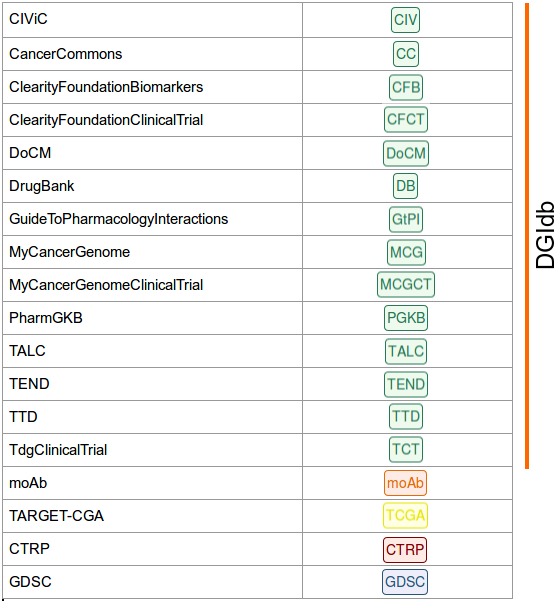 CIViC CIV
CancerCommons CC
ClearityFoundationBiomarkers CFB
ClearityFoundationClinicalTrial CFCT
DoCM DoCM
DrugBank DB
GuideToPharmacologyInteractions GtPI
MyCancerGenome MCG
MyCancerGenomeClinicalTrial MCGCT
PharmGKB PGKB
TALC TALC
TEND TEND
TTD TTD
TdgClinicalTrial TCT
moAb moAb
TARGET-CGA TCGA
CTRP CTRP
GDSC GDSC
DGIdb